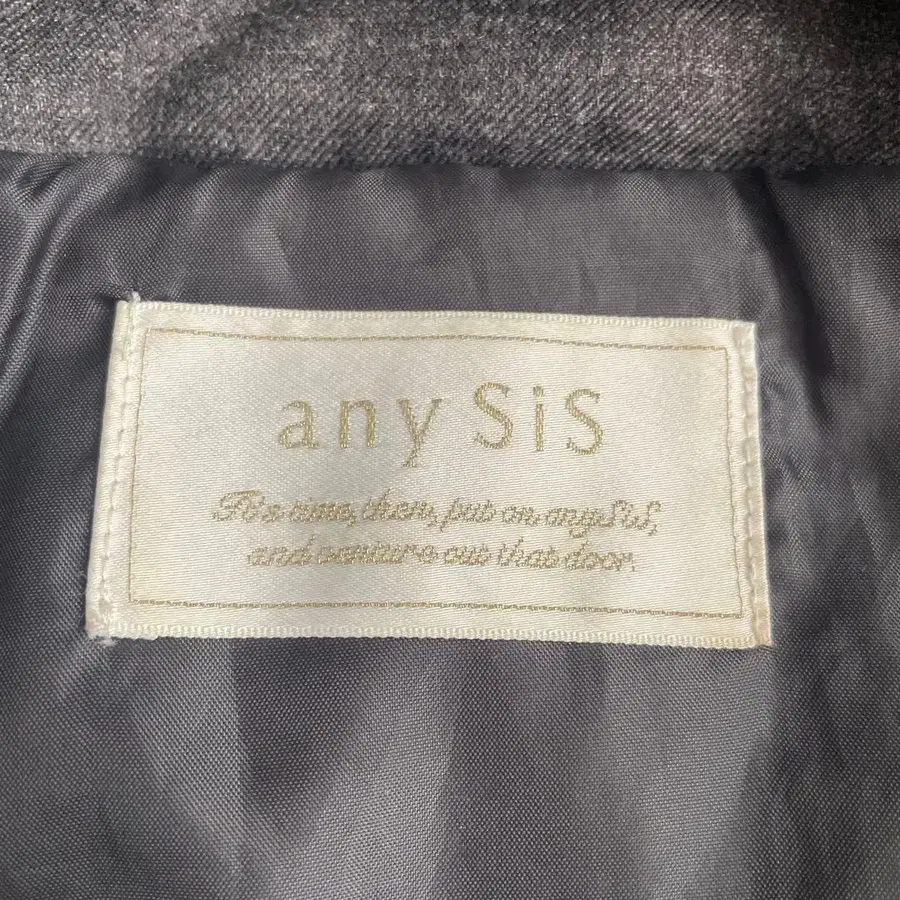 any SiS
It's time, then, put on anySiS,
and venture out that door.